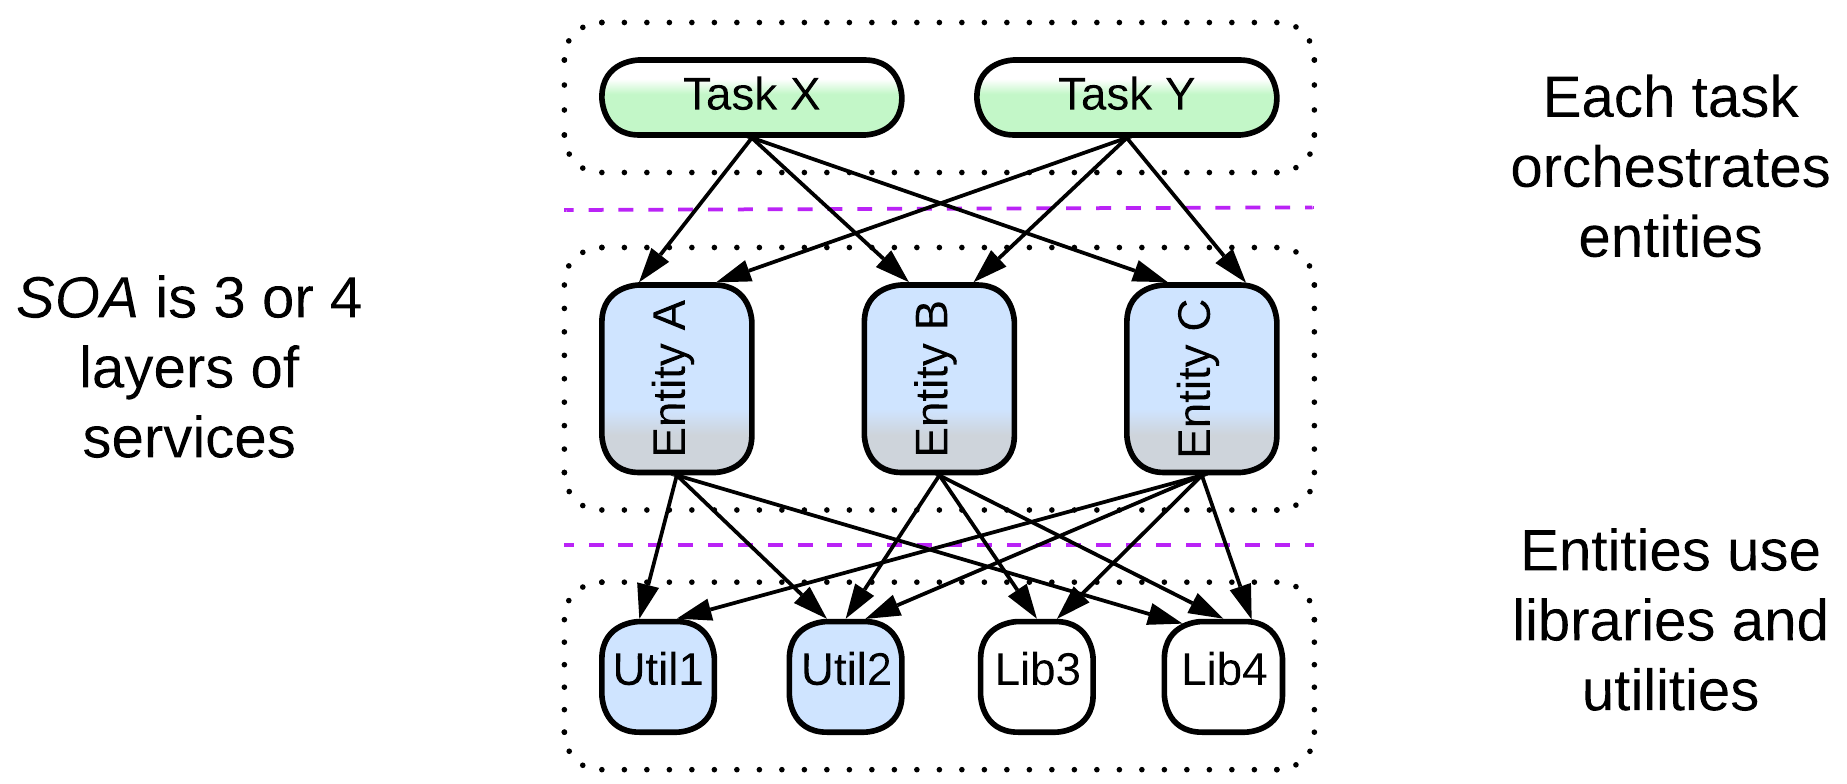 Task X
Task Y
Each task
orchestrates
entities
SOA is 3 or 4
layers of
services
Entity A
Entity B
Entity C
Entities use
libraries and
utilities
Util1
Util2
Lib3
Lib4